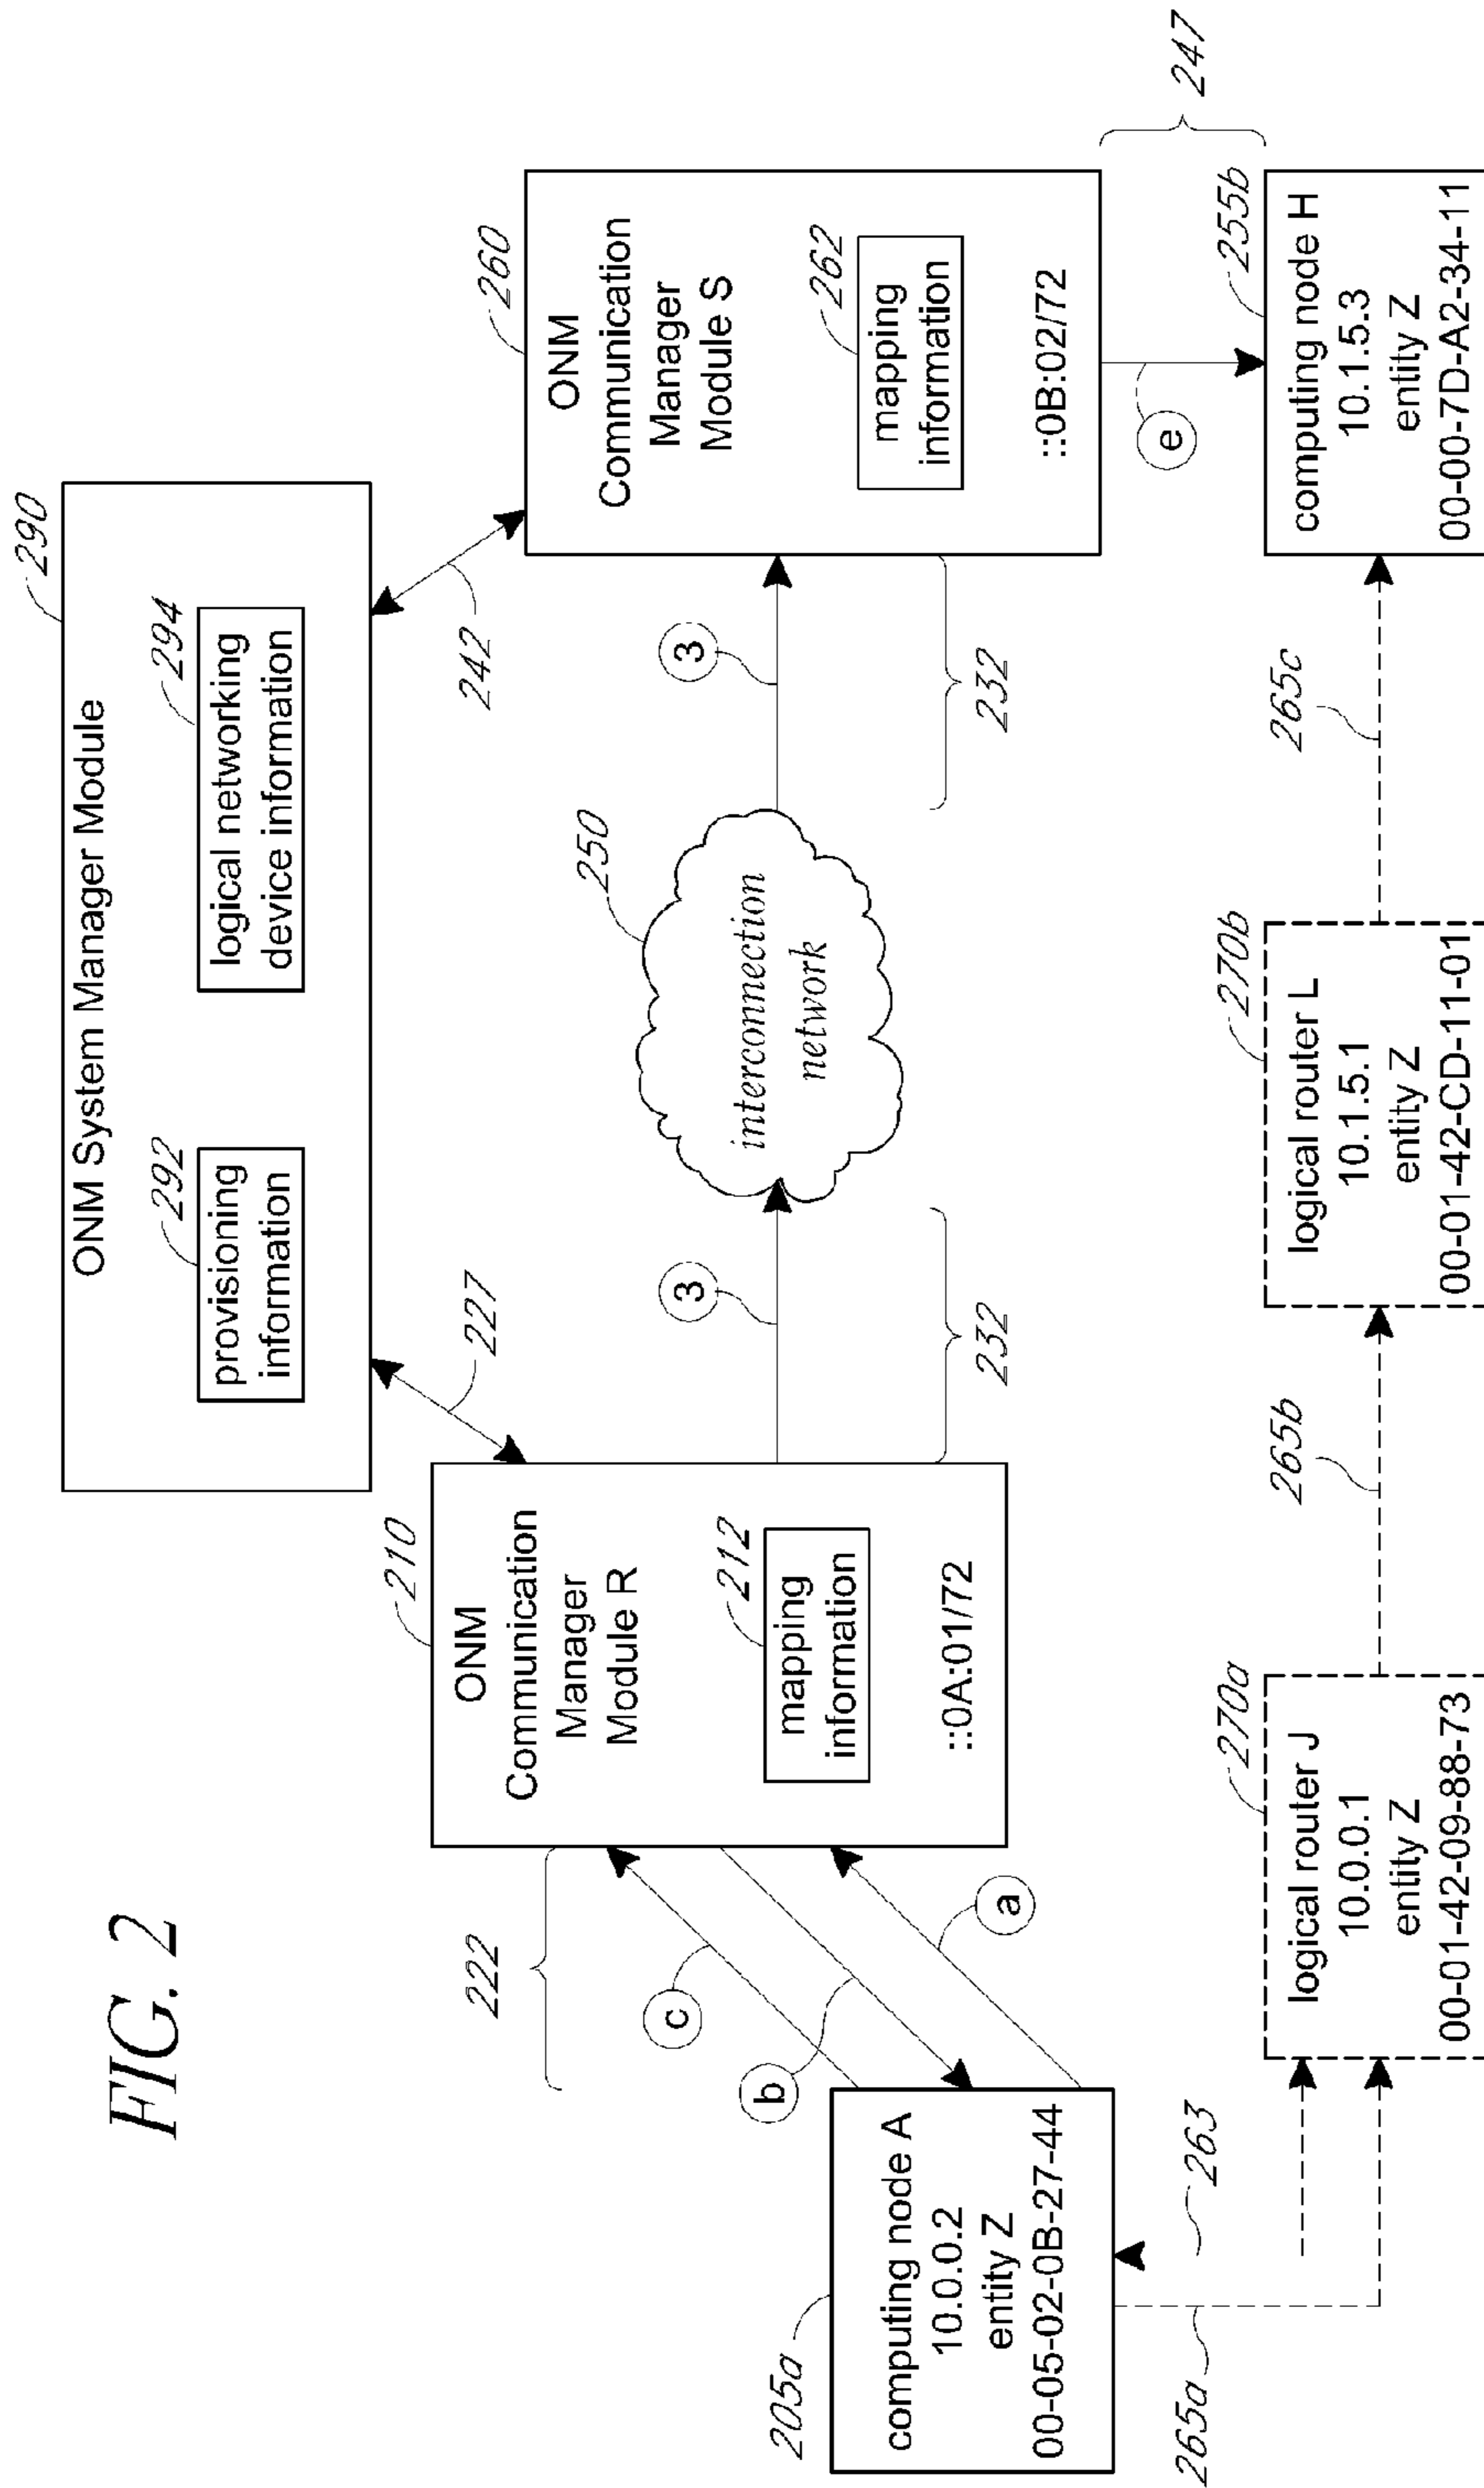 FIG. 2
290
ONM System Manager Module
292
provisioning
information
294
logical networking
device information
227
242
210
ONM
Communication
Manager
Module R
212
mapping
information
::0A:01/72
260
ONM
Communication
Manager
Module S
262
mapping
information
::0B:02/72
222
c
b
a
3
232
250
interconnection
network
3
232
e
247
205a
computing node A
10.0.0.2
entity Z
00-05-02-0B-27-44
263
265a
270a
logical router J
10.0.0.1
entity Z
00-01-42-09-88-73
265b
270b
logical router L
10.1.5.1
entity Z
00-01-42-CD-11-01
265c
255b
computing node H
10.1.5.3
entity Z
00-00-7D-A2-34-11